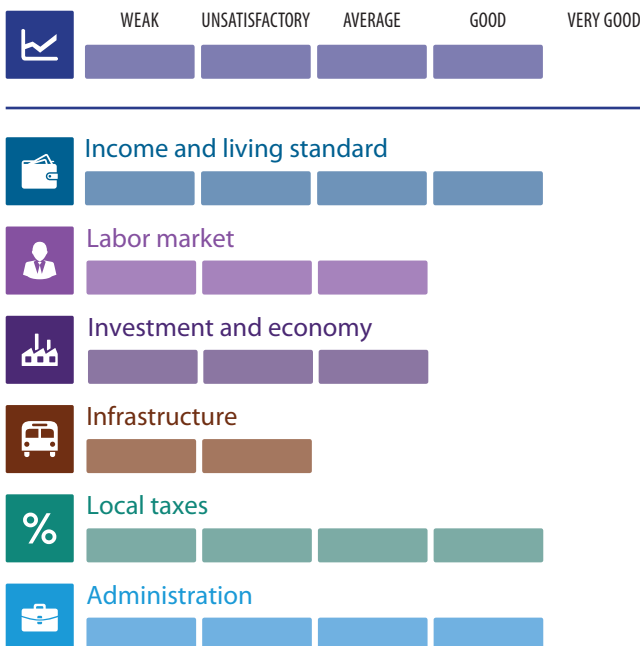 WEAK UNSATISFACTORY AVERAGE GOOD VERY GOOD
Income and living standard
Labor market
Investment and economy
Infrastructure
%
Local taxes
Administration